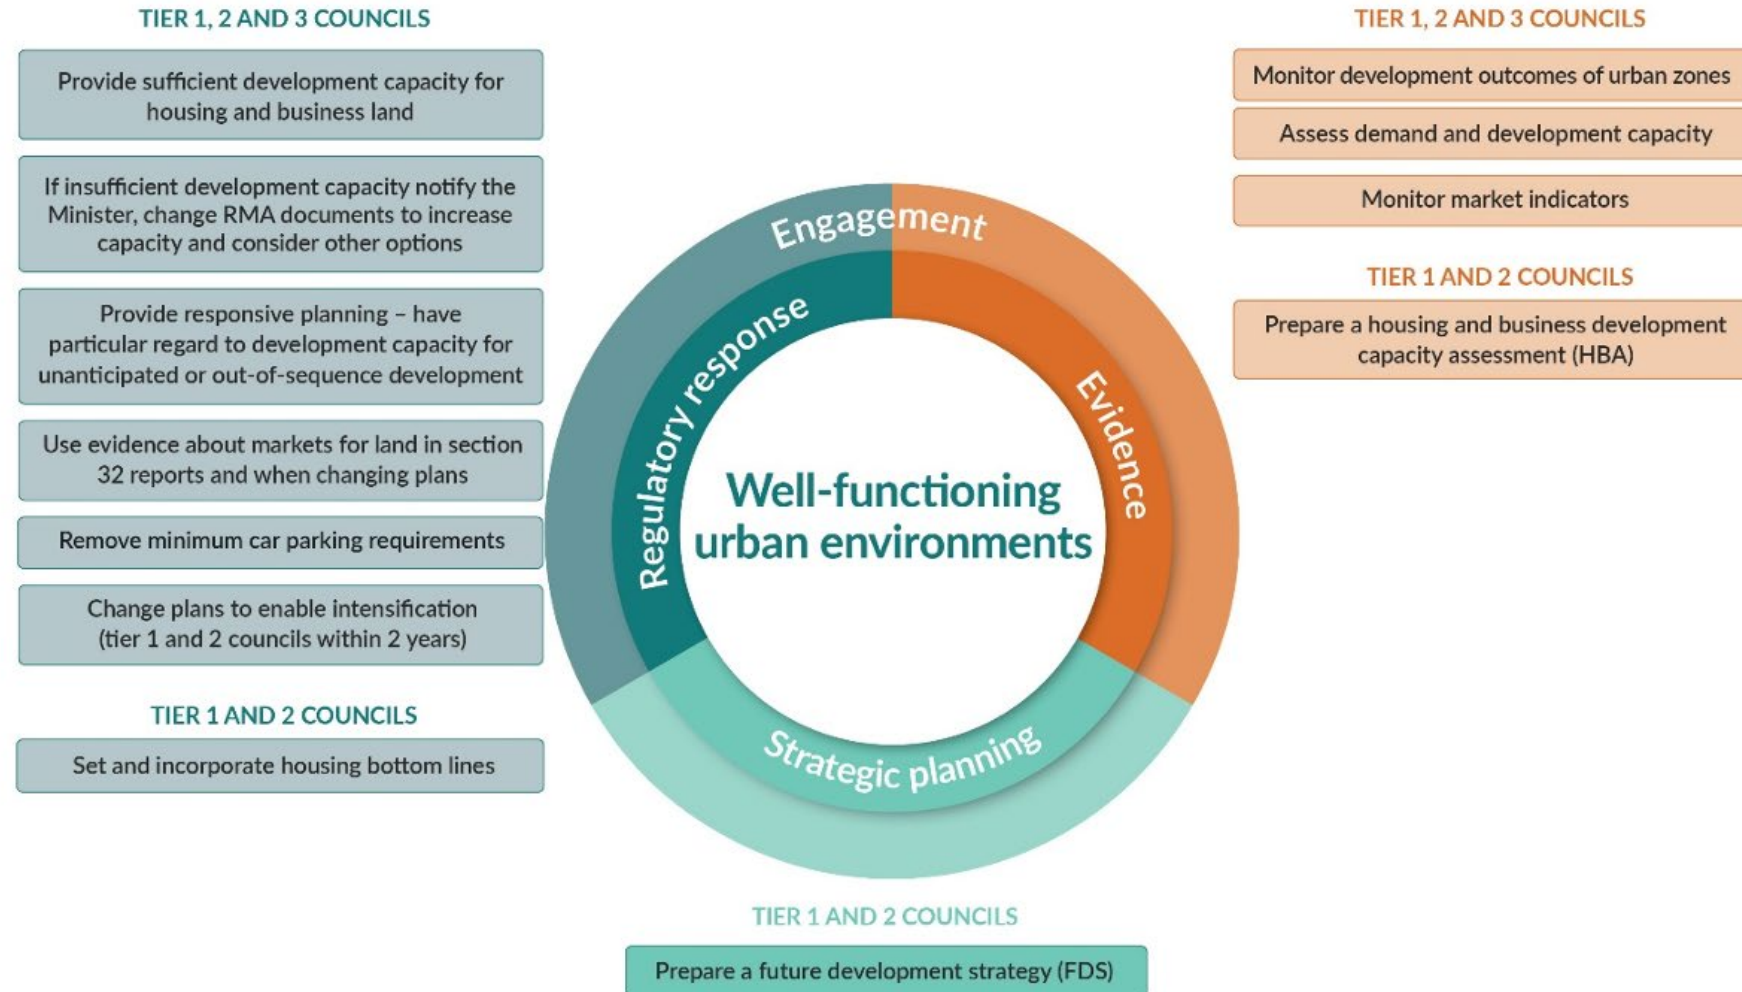 TIER 1, 2 AND 3 COUNCILS
Provide sufficient development capacity for
housing and business land
If insufficient development capacity notify the
Minister, change RMA documents to increase
capacity and consider other options
Provide responsive planning – have
particular regard to development capacity for
unanticipated or out-of-sequence development
Use evidence about markets for land in section
32 reports and when changing plans
Remove minimum car parking requirements
Change plans to enable intensification
(tier 1 and 2 councils within 2 years)
TIER 1 AND 2 COUNCILS
Set and incorporate housing bottom lines
Engagement
Regulatory response
Evidence
Strategic planning
Well-functioning
urban environments
TIER 1, 2 AND 3 COUNCILS
Monitor development outcomes of urban zones
Assess demand and development capacity
Monitor market indicators
TIER 1 AND 2 COUNCILS
Prepare a housing and business development
capacity assessment (HBA)
TIER 1 AND 2 COUNCILS
Prepare a future development strategy (FDS)